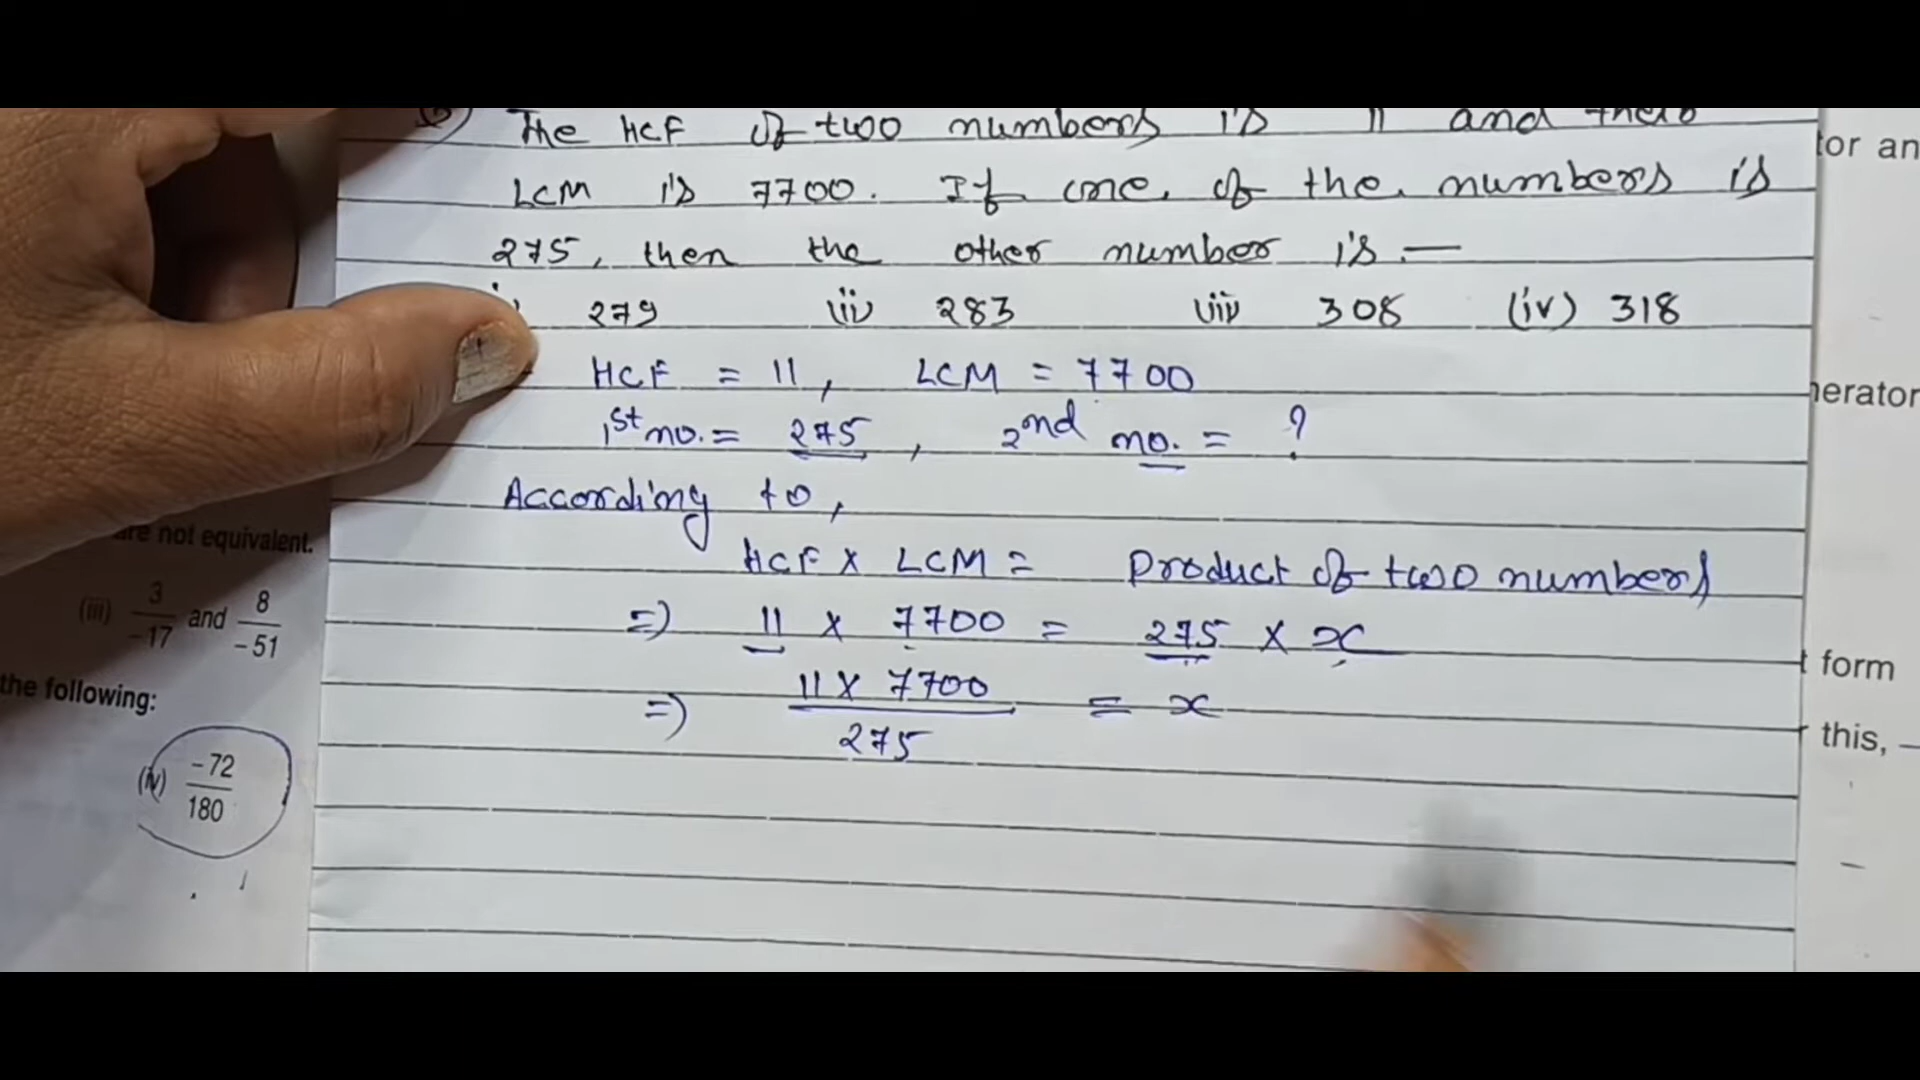 The HCF of two numbers is 11 and their
LCM is 7700. If one of the numbers is
275, then the other number is. —
279 (ii) 283 (iii) 308 (iv) 318
HCF = 11, LCM = 7700
1st no. = 275, 2nd no. = ?
According to,
HCF x LCM = Product of two numbers
=> 11 x 7700 = 275 x x
=> 11 x 7700 / 275 = x
are not equivalent.
(iii) 3/-17 and 8/-51
the following:
(iv) -72/180
tor an
nerator
t form
this, –